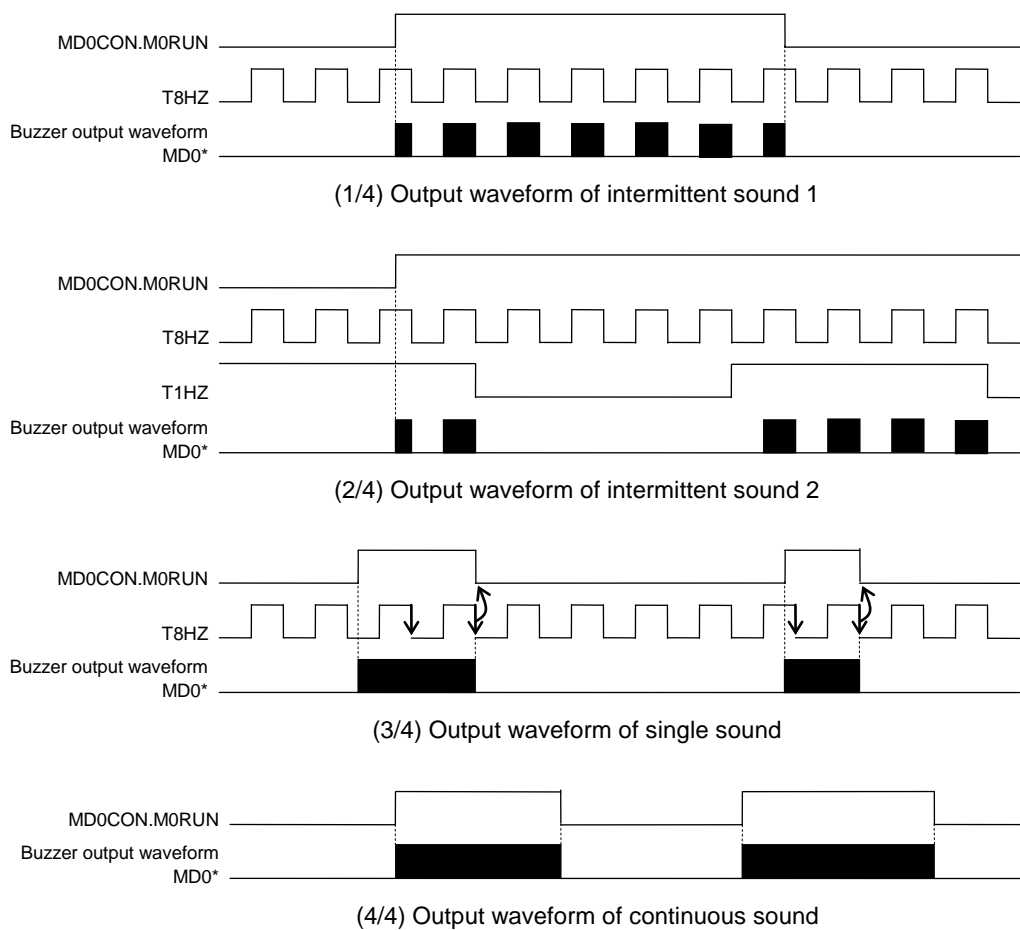 MD0CON.M0RUN
T8HZ
Buzzer output waveform
MD0*
(1/4) Output waveform of intermittent sound 1
MD0CON.M0RUN
T8HZ
T1HZ
Buzzer output waveform
MD0*
(2/4) Output waveform of intermittent sound 2
MD0CON.M0RUN
T8HZ
Buzzer output waveform
MD0*
(3/4) Output waveform of single sound
MD0CON.M0RUN
Buzzer output waveform
MD0*
(4/4) Output waveform of continuous sound